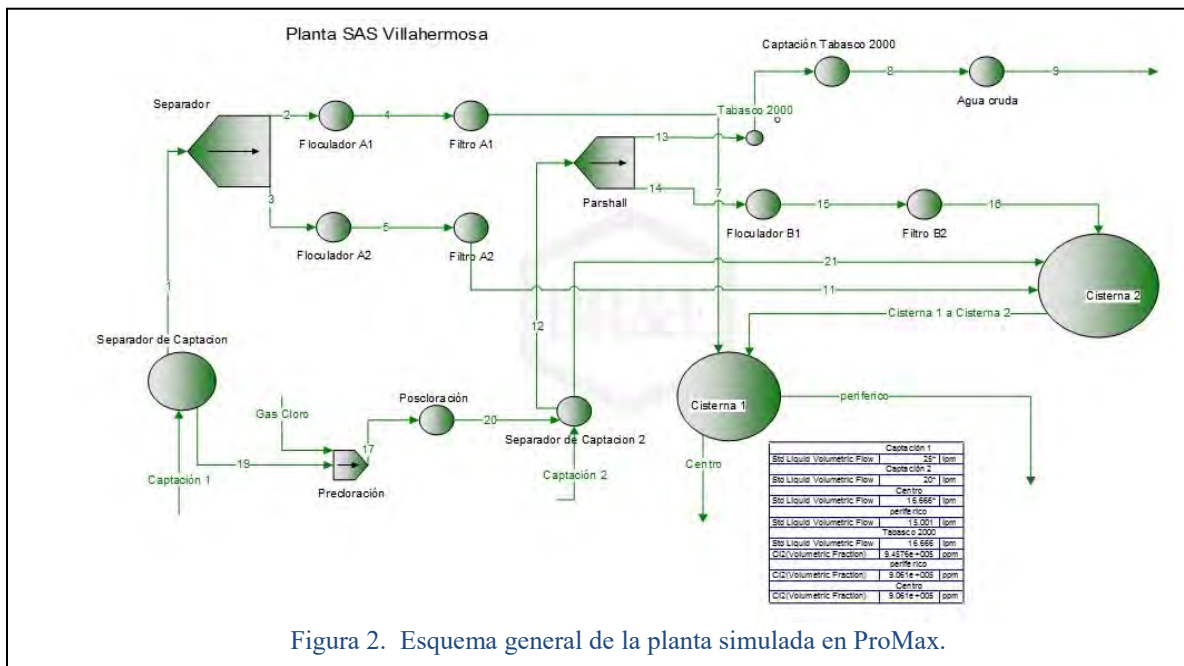 Planta SAS Villahermosa
Captación Tabasco 2000
Separador
2
4
8
9
Floculador A1
Filtro A1
Tabasco 2000
Agua cruda
13
14
7
Parshall
3
5
Floculador A2
Filtro A2
15
16
Floculador B1
Filtro B2
21
11
Cisterna 2
1
12
Cisterna 1 a Cisterna 2
Separador de Captacion
Gas Cloro
Poscloración
17
20
Separador de Captacion 2
Cisterna 1
periferico
19
Captación 1
Precloración
Captación 2
Centro
Captación 1
Std Liquid Volumetric Flow 25* lpm
Captación 2
Std Liquid Volumetric Flow 20* lpm
Centro
Std Liquid Volumetric Flow 16.666* lpm
periferico
Std Liquid Volumetric Flow 15.001 lpm
Tabasco 2000
Std Liquid Volumetric Flow 16.666 lpm
Cl2(Volumetric Fraction) 9.4576e+005 ppm
periferico
Cl2(Volumetric Fraction) 9.061e+005 ppm
Centro
Cl2(Volumetric Fraction) 9.061e+005 ppm
Figura 2. Esquema general de la planta simulada en ProMax.